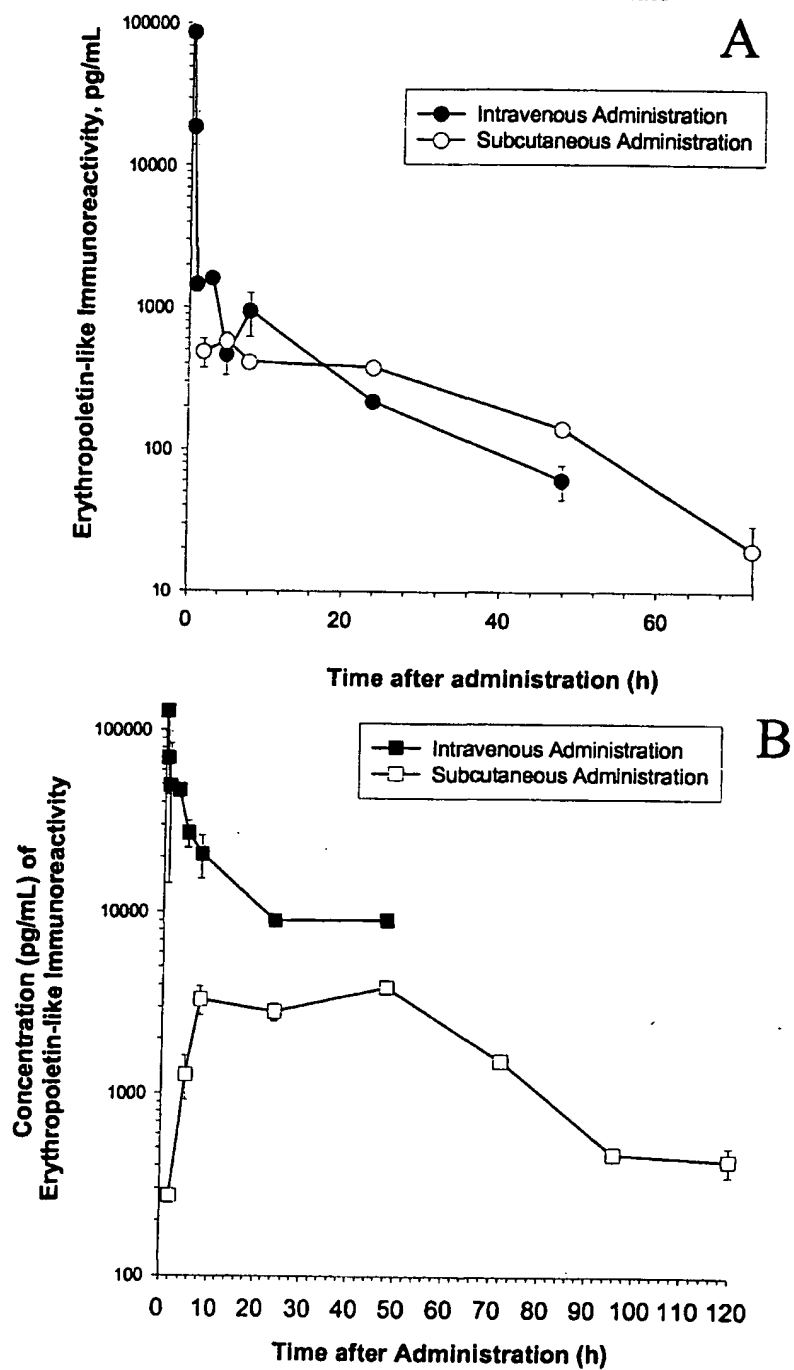 A
100000
10000
1000
100
10
Erythropoietin-like Immunoreactivity, pg/mL
Intravenous Administration
Subcutaneous Administration
0 20 40 60
Time after administration (h)
B
100000
10000
1000
100
Concentration (pg/mL) of
Erythropoietin-like Immunoreactivity
Intravenous Administration
Subcutaneous Administration
0 10 20 30 40 50 60 70 80 90 100 110 120
Time after Administration (h)